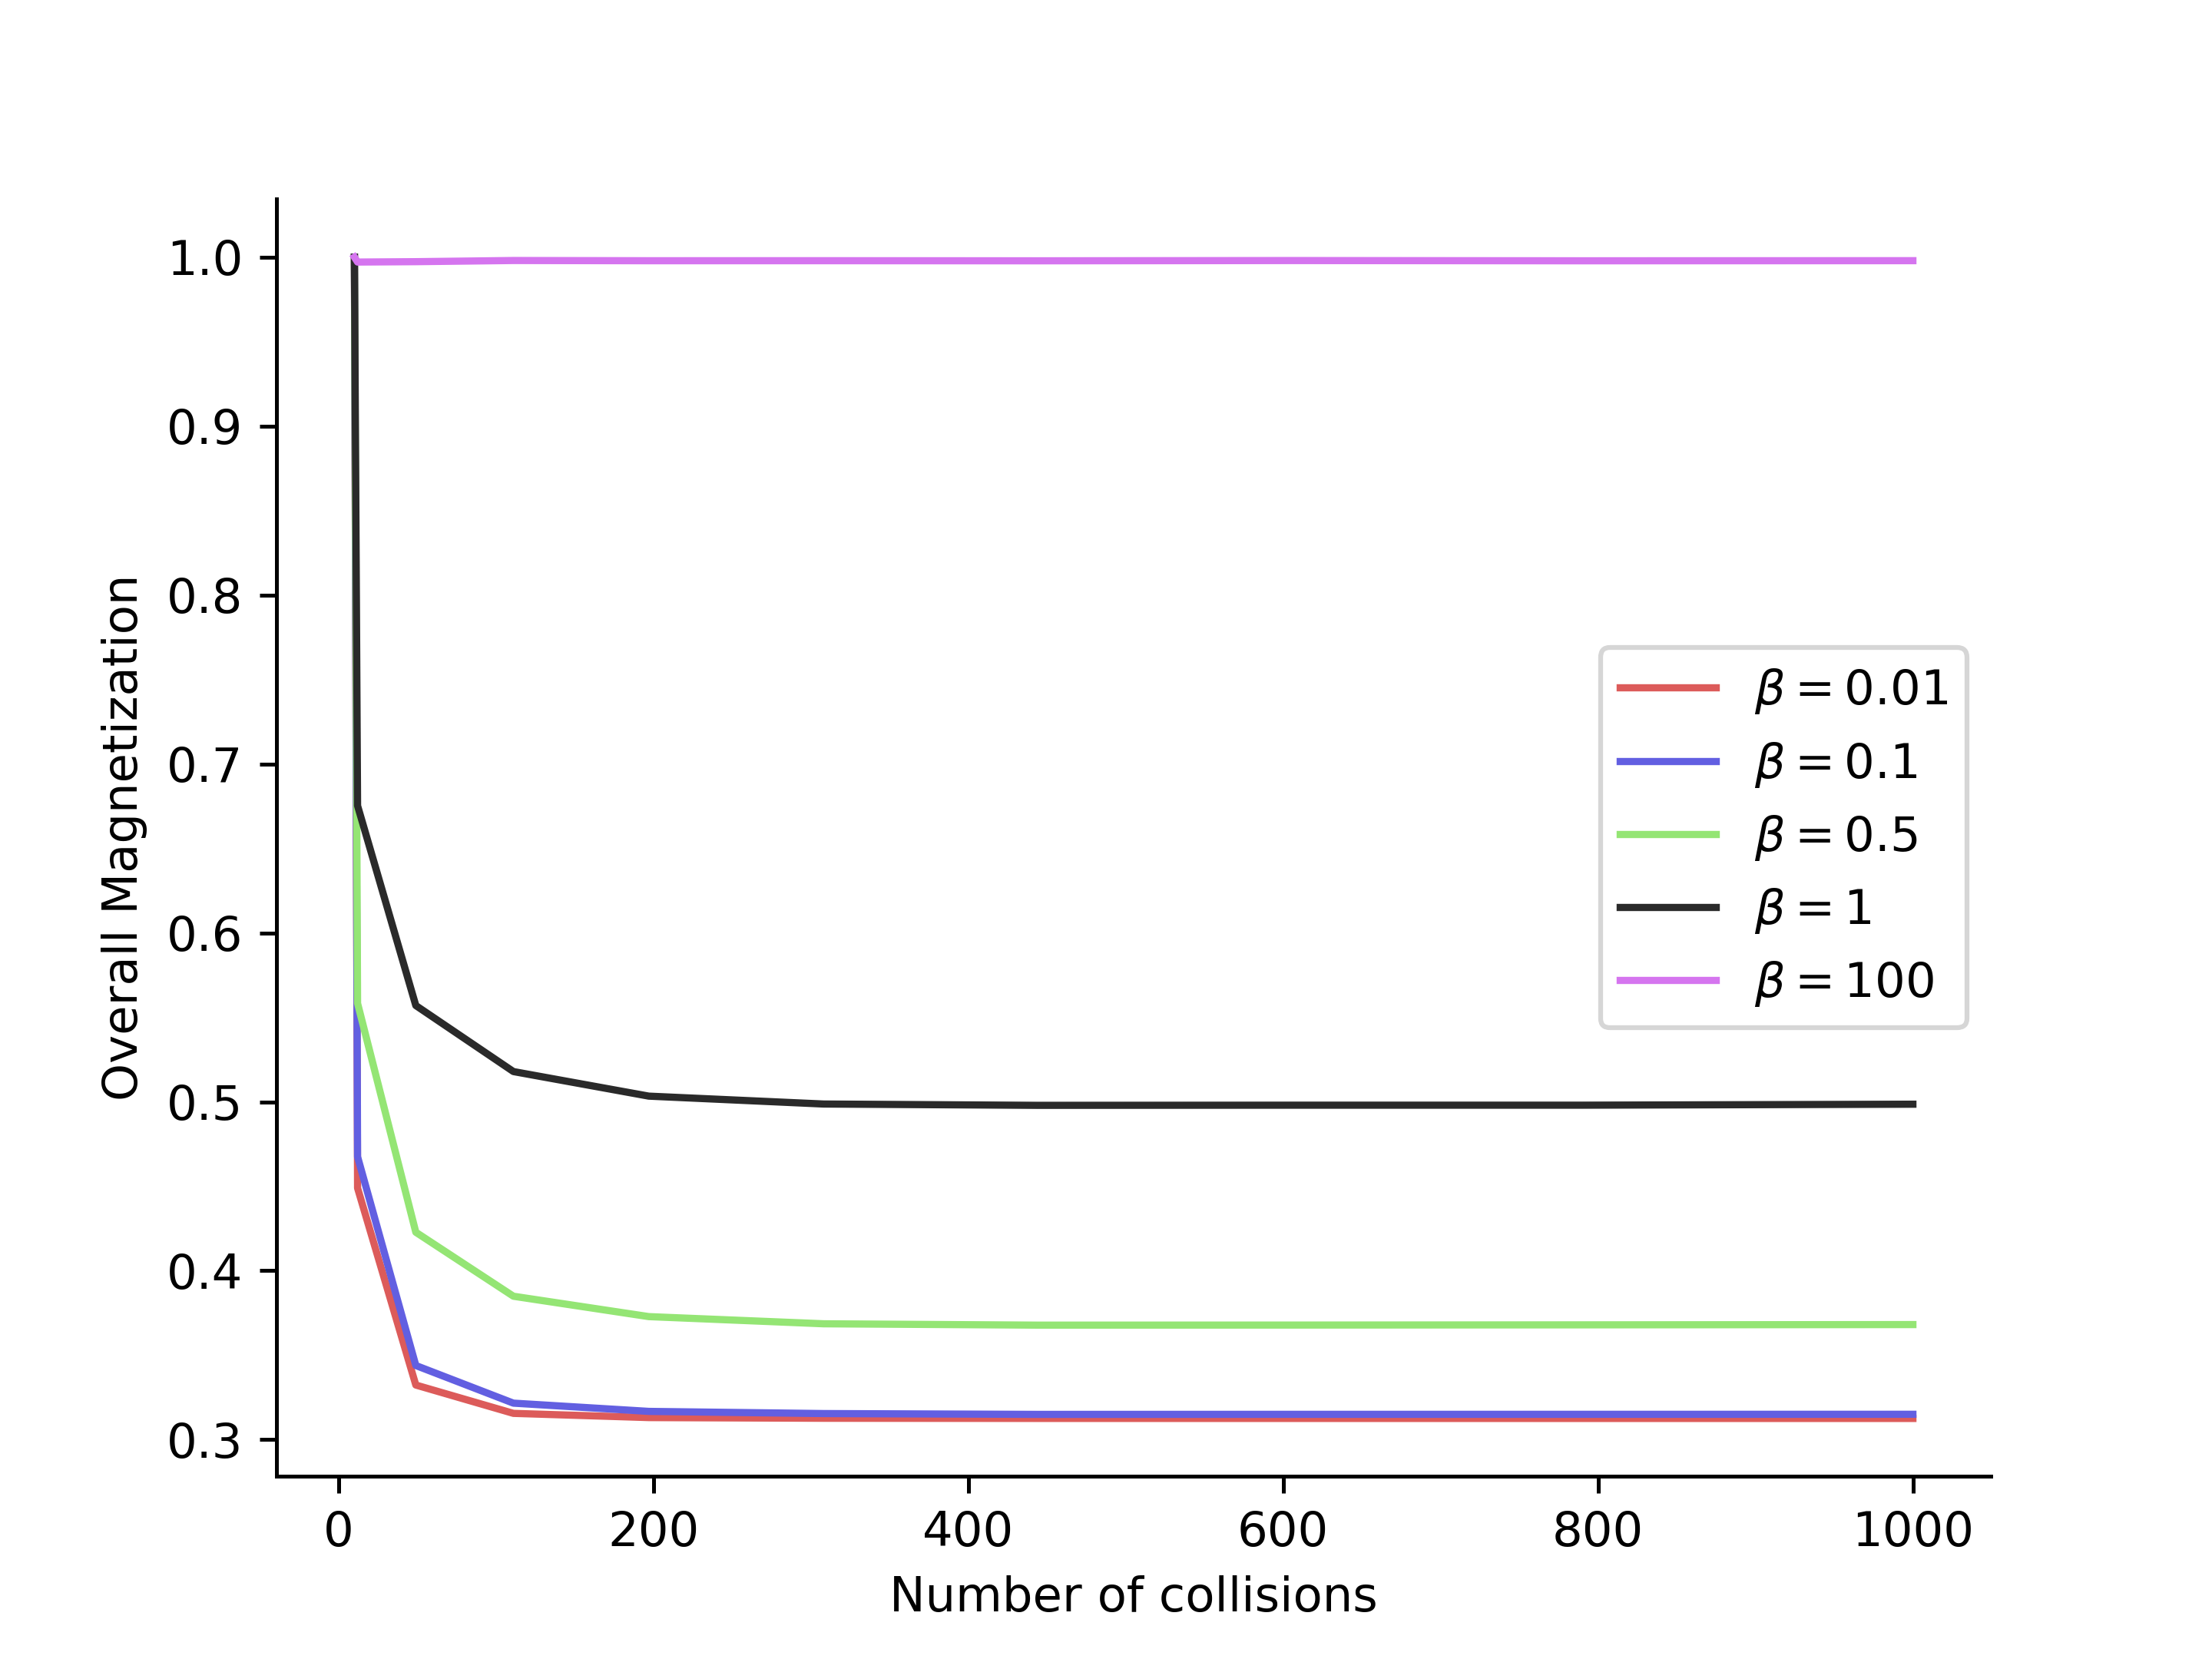 1.0
0.9
0.8
0.7
0.6
0.5
0.4
0.3
Overall Magnetization
0 200 400 600 800 1000
Number of collisions
β = 0.01
β = 0.1
β = 0.5
β = 1
β = 100